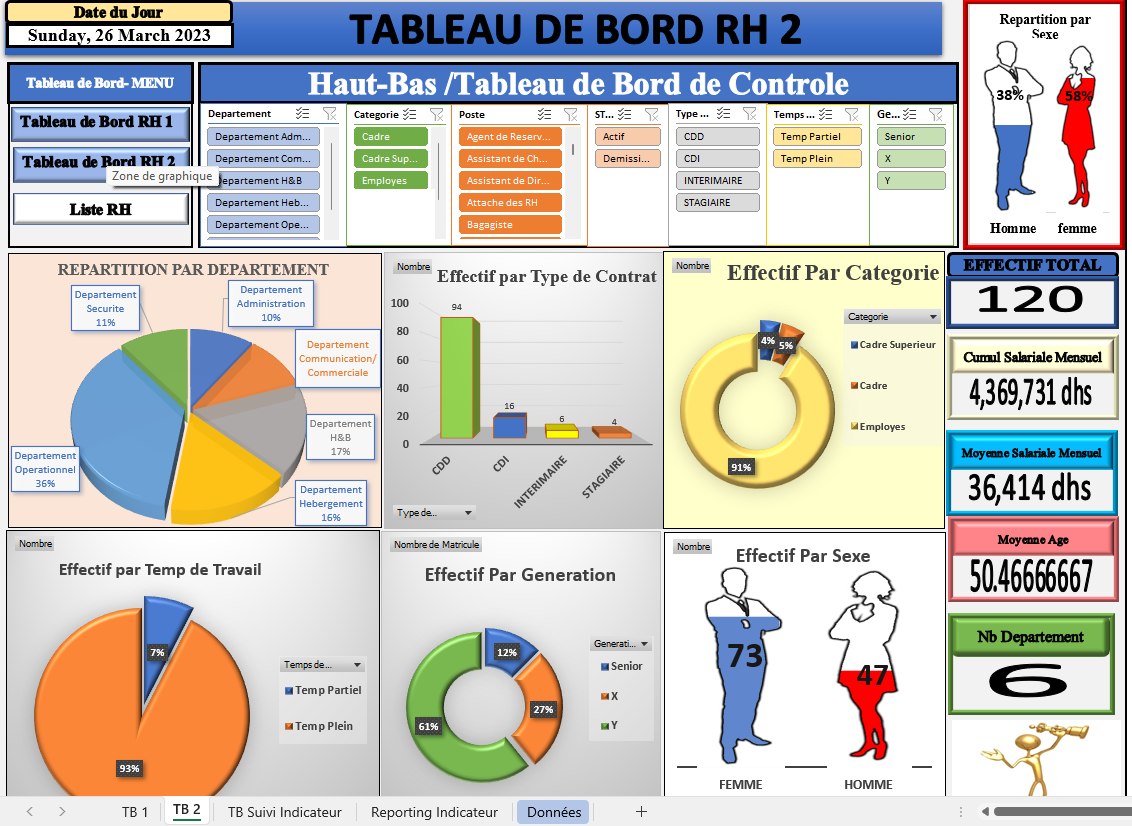 Date du Jour
Sunday, 26 March 2023
TABLEAU DE BORD RH 2
Tableau de Bord- MENU
Tableau de Bord RH 1
Tableau de Bord RH 2
Zone de graphique
Liste RH
Haut-Bas /Tableau de Bord de Controle
Departement
Departement Adm...
Departement Com...
Departement H&B
Departement Heb...
Departement Ope...
Categorie
Cadre
Cadre Sup...
Employes
Poste
Agent de Reserv...
Assistant de Ch...
Assistant de Dir...
Attache des RH
Bagagiste
ST...
Actif
Demissi...
Type ...
CDD
CDI
INTERIMAIRE
STAGIAIRE
Temps ...
Temp Partiel
Temp Plein
Ge...
Senior
X
Y
Repartition par
Sexe
38%
58%
Homme
femme
REPARTITION PAR DEPARTEMENT
Departement
Securite
11%
Departement
Administration
10%
Departement
Communication/
Commerciale
Departement
H&B
17%
Departement
Operationnel
36%
Departement
Hebergement
16%
Nombre
Effectif par Type de Contrat
100
80
60
40
20
0
94
16
6
4
CDD
CDI
INTERIMAIRE
STAGIAIRE
Type de...
Nombre
Effectif Par Categorie
Categorie
Cadre Superieur
Cadre
Employes
4%
5%
91%
EFFECTIF TOTAL
120
Cumul Salariale Mensuel
4,369,731 dhs
Moyenne Salariale Mensuel
36,414 dhs
Moyenne Age
50.46666667
Nb Departement
6
Nombre
Effectif par Temp de Travail
7%
93%
Temps de...
Temp Partiel
Temp Plein
Nombre de Matricule
Effectif Par Generation
12%
27%
61%
Generati...
Senior
X
Y
Nombre
Effectif Par Sexe
73
47
FEMME
HOMME
TB 1
TB 2
TB Suivi Indicateur
Reporting Indicateur
Données